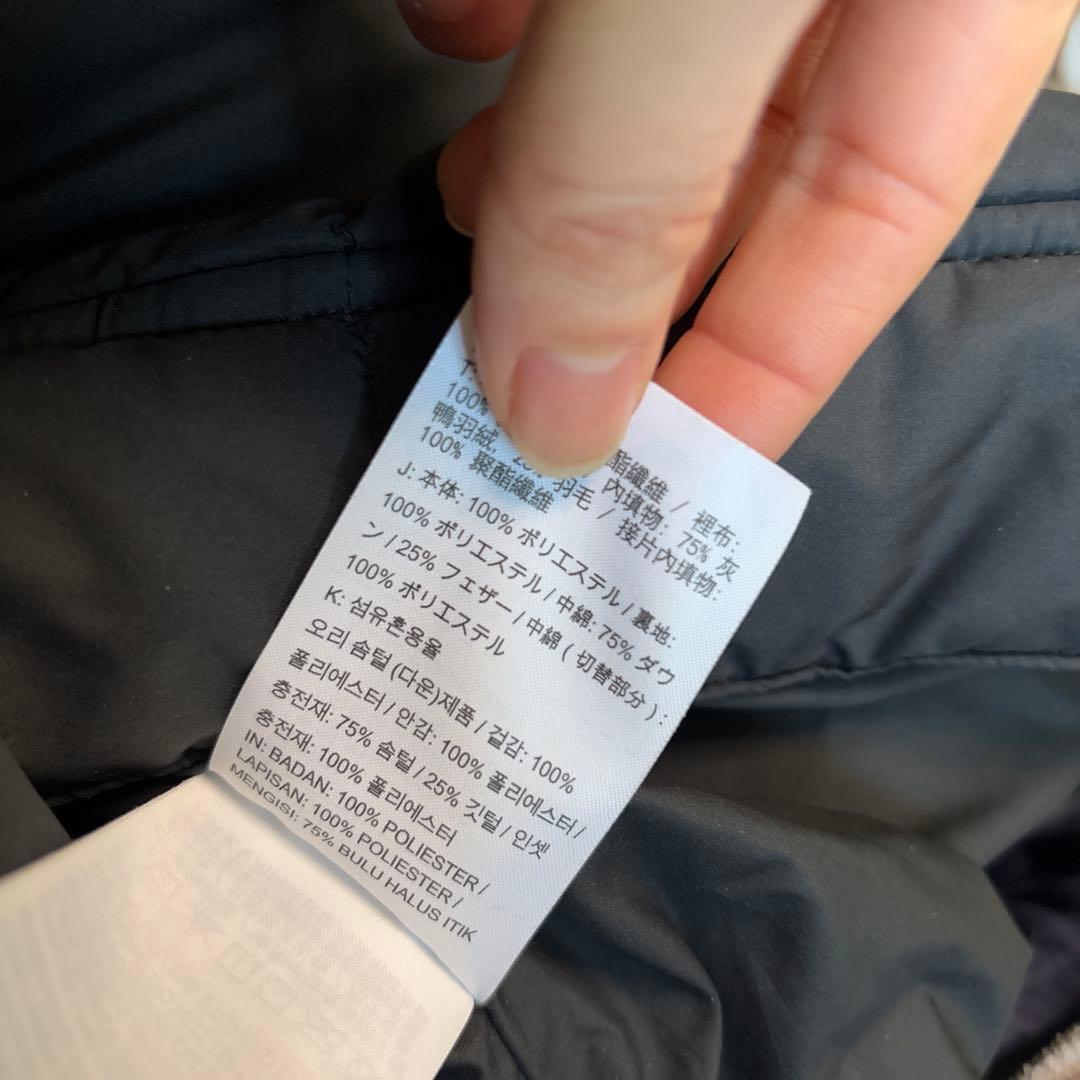 酯纖維 / 裡布:
100% 內填物: 75% 灰
鴨羽絨, 羽毛 / 接片內填物:
100% 聚酯纖維
J: 本体: 100% ポリエステル / 裏地:
100% ポリエステル / 中綿: 75% ダウ
ン / 25% フェザー / 中綿 ( 切替部分 ) :
100% ポリエステル
K: 섬유혼용율
오리 솜털 (다운)제품 / 겉감: 100%
폴리에스터 / 안감: 100% 폴리에스터 /
충전재: 75% 솜털 / 25% 깃털 / 인셋
충전재: 100% 폴리에스터
IN: BADAN: 100% POLIESTER /
LAPISAN: 100% POLIESTER /
MENGISI: 75% BULU HALUS ITIK